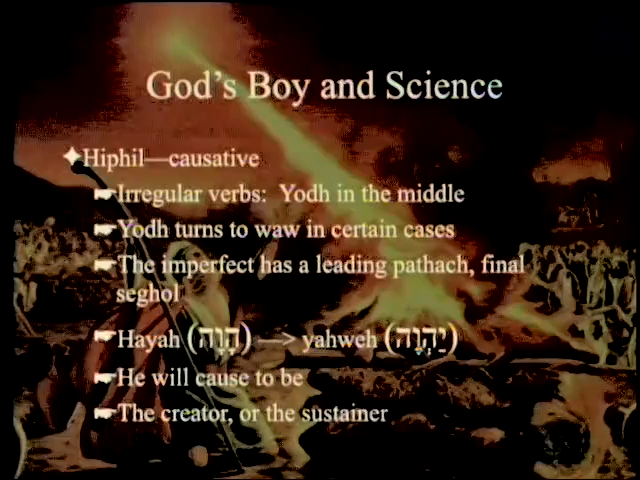 God's Boy and Science
Hiphil—causative
Irregular verbs: Yodh in the middle
Yodh turns to waw in certain cases
The imperfect has a leading pathach, final
seghol
Hayah (הָוָה) —> yahweh (יַהְוֶה)
He will cause to be
The creator, or the sustainer